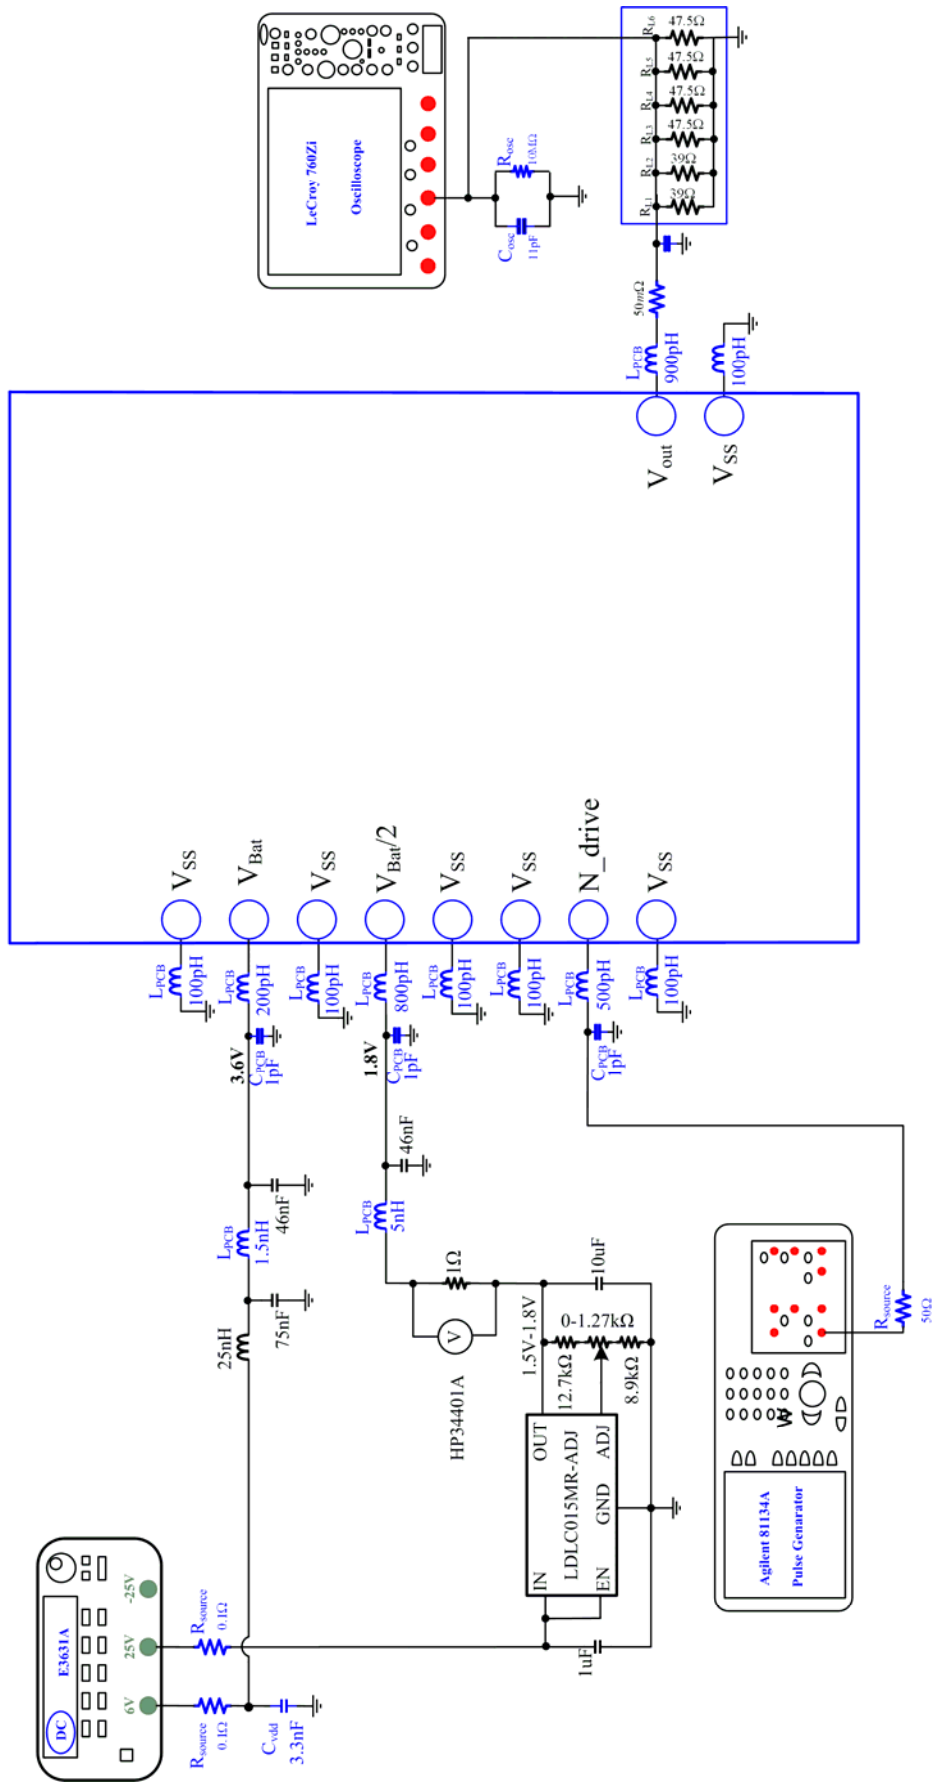 LeCroy 760Zi
Oscilloscope
Rosc
10MΩ
Cosc
11pF
RL6
47.5Ω
RL5
47.5Ω
RL4
47.5Ω
RL3
47.5Ω
RL2
39Ω
RL1
39Ω
50mΩ
LPCB
900pH
100pH
Vout
VSS
VSS
VBat
VSS
VBat/2
VSS
VSS
N_drive
VSS
LPCB
100pH
LPCB
200pH
LPCB
100pH
LPCB
800pH
LPCB
100pH
LPCB
100pH
LPCB
500pH
LPCB
100pH
3.6V
CPCB
1pF
1.8V
CPCB
1pF
CPCB
1pF
46nF
LPCB
1.5nH
75nF
25nH
46nF
LPCB
5nH
1Ω
V
HP34401A
10uF
1.5V-1.8V
0-1.27kΩ
12.7kΩ
8.9kΩ
OUT
ADJ
LDLC015MR-ADJ
GND
IN
EN
1uF
Rsource
50Ω
Agilent 81134A
Pulse Genarator
E3631A
DC
-25V
25V
6V
Rsource
0.1Ω
Rsource
0.1Ω
Cvdd
3.3nF